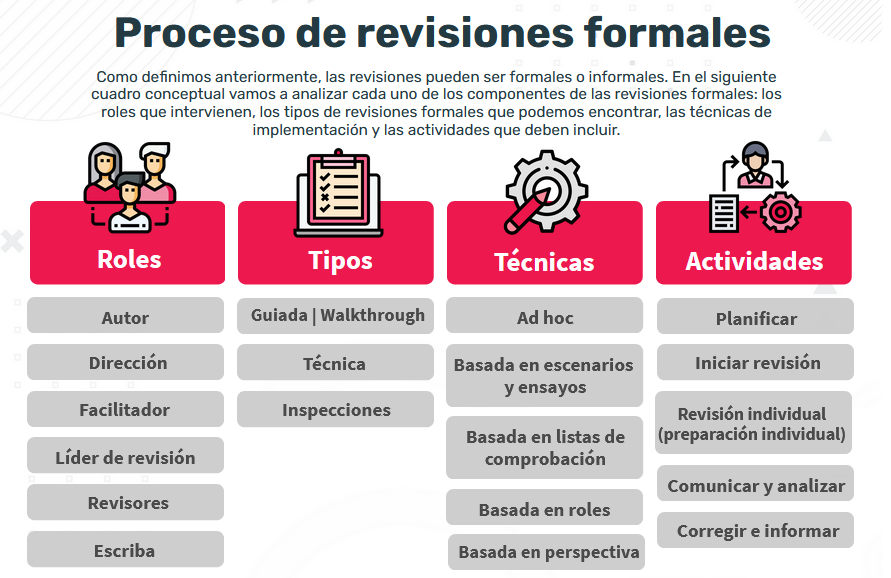 Proceso de revisiones formales
Como definimos anteriormente, las revisiones pueden ser formales o informales. En el siguiente
cuadro conceptual vamos a analizar cada uno de los componentes de las revisiones formales: los
roles que intervienen, los tipos de revisiones formales que podemos encontrar, las técnicas de
implementación y las actividades que deben incluir.
Roles
Autor
Dirección
Facilitador
Líder de revisión
Revisores
Escriba
Tipos
Guiada | Walkthrough
Técnica
Inspecciones
Técnicas
Ad hoc
Basada en escenarios
y ensayos
Basada en listas de
comprobación
Basada en roles
Basada en perspectiva
Actividades
Planificar
Iniciar revisión
Revisión individual
(preparación individual)
Comunicar y analizar
Corregir e informar